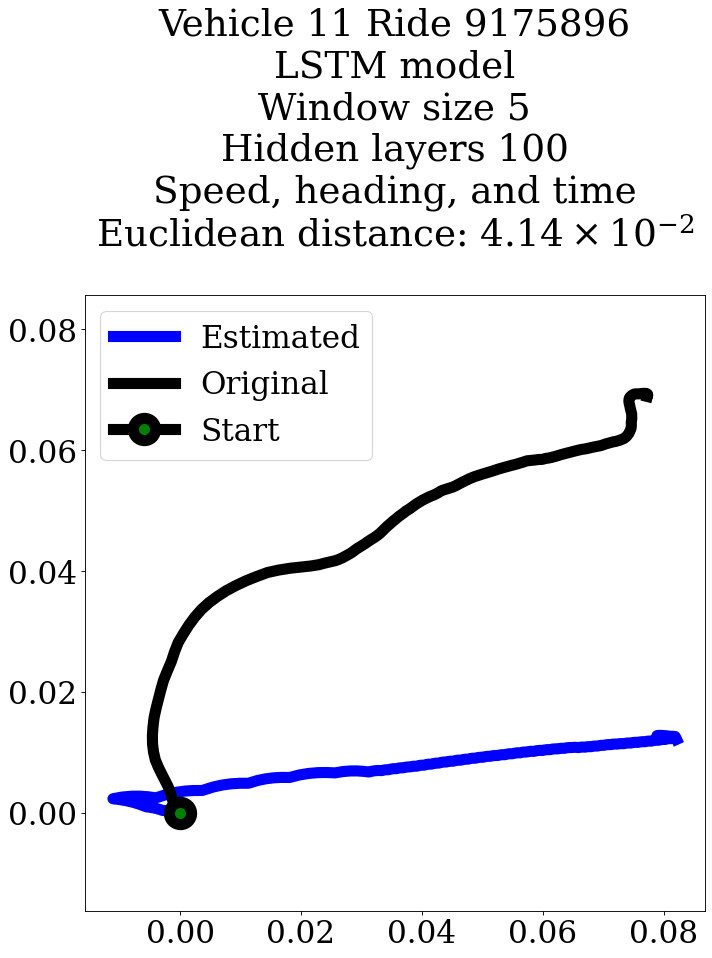 Vehicle 11 Ride 9175896
LSTM model
Window size 5
Hidden layers 100
Speed, heading, and time
Euclidean distance: 4.14 × 10⁻²
Estimated
Original
Start
0.08
0.06
0.04
0.02
0.00
0.00 0.02 0.04 0.06 0.08